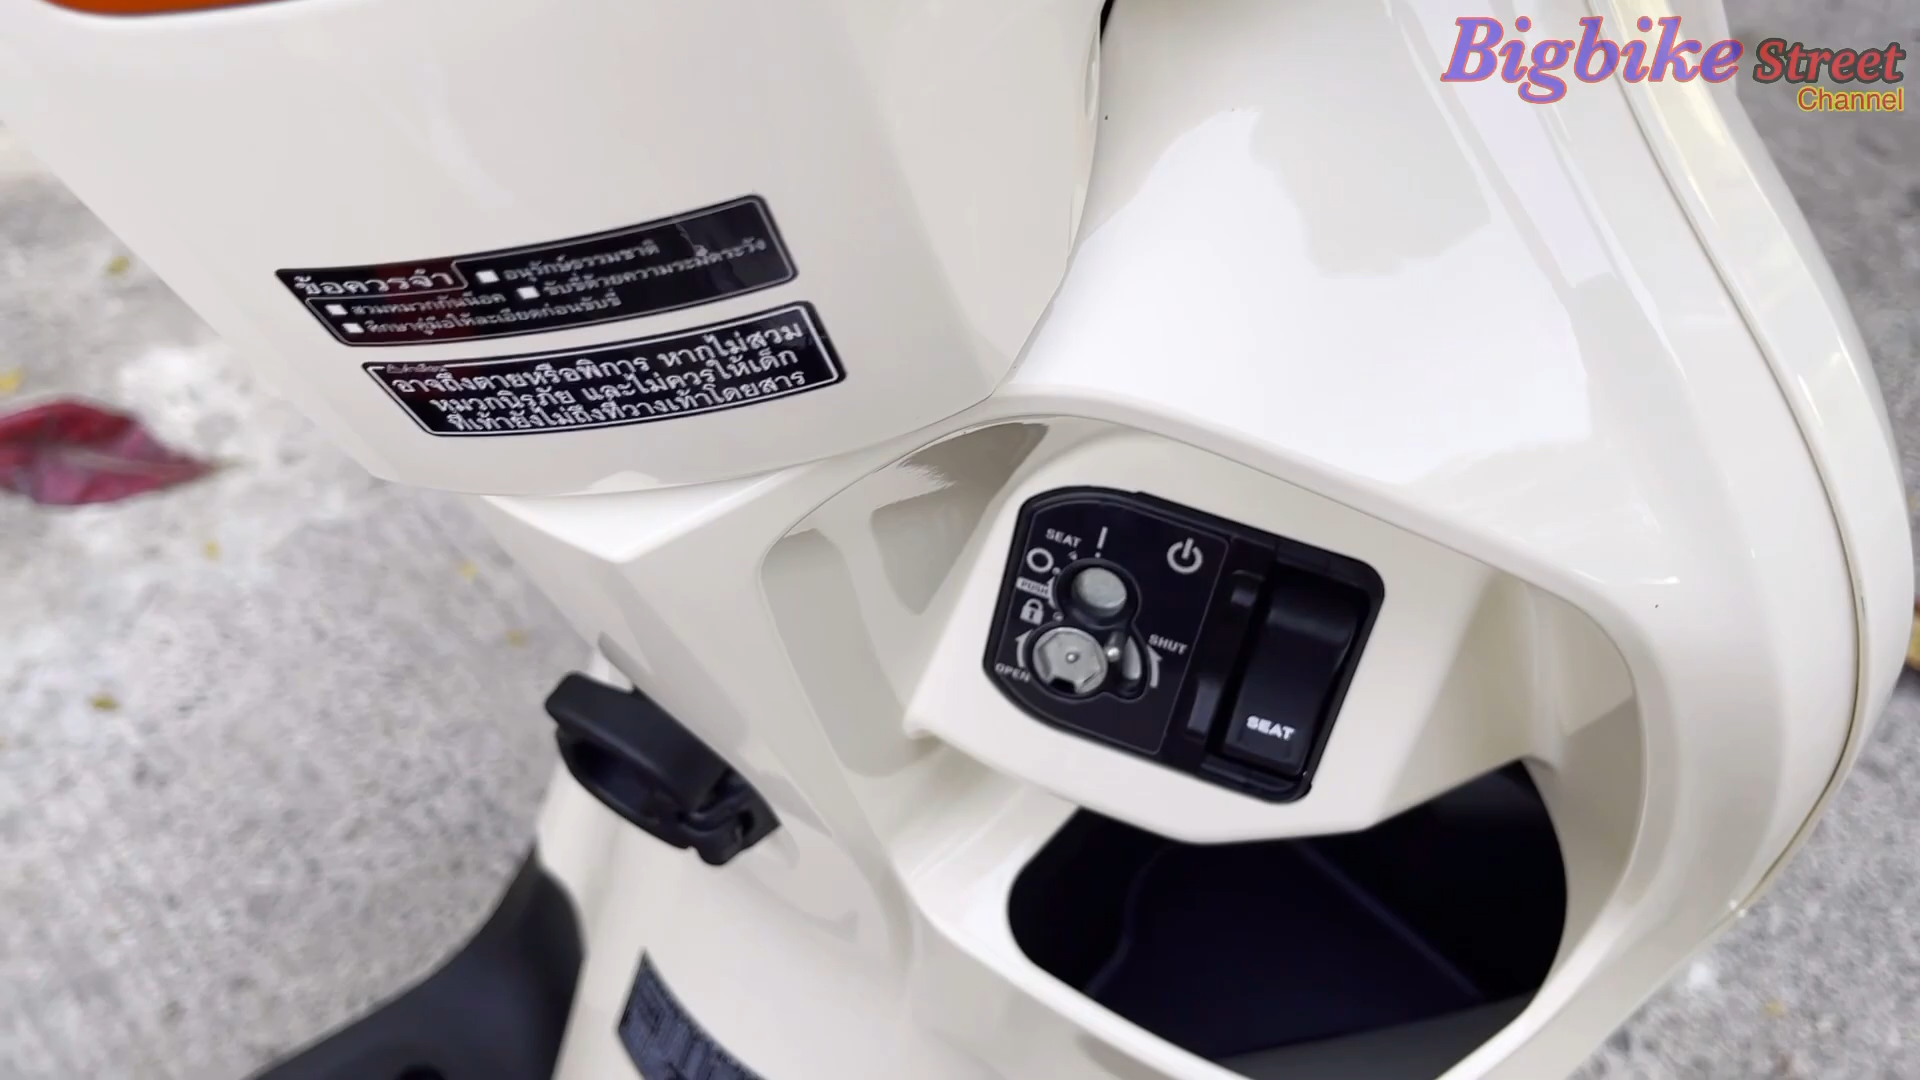 Bigbike Street
Channel
ข้อควรจำ
อนุรักษ์ธรรมชาติ
สวมหมวกกันน็อค
ขับขี่ด้วยความระมัดระวัง
ศึกษาคู่มือให้ละเอียดก่อนขับขี่
อาจถึงตายหรือพิการ หากไม่สวม
หมวกนิรภัย และไม่ควรให้เด็ก
ที่เท้ายังไม่ถึงที่วางเท้าโดยสาร
SEAT
PUSH
SHUT
OPEN
SEAT